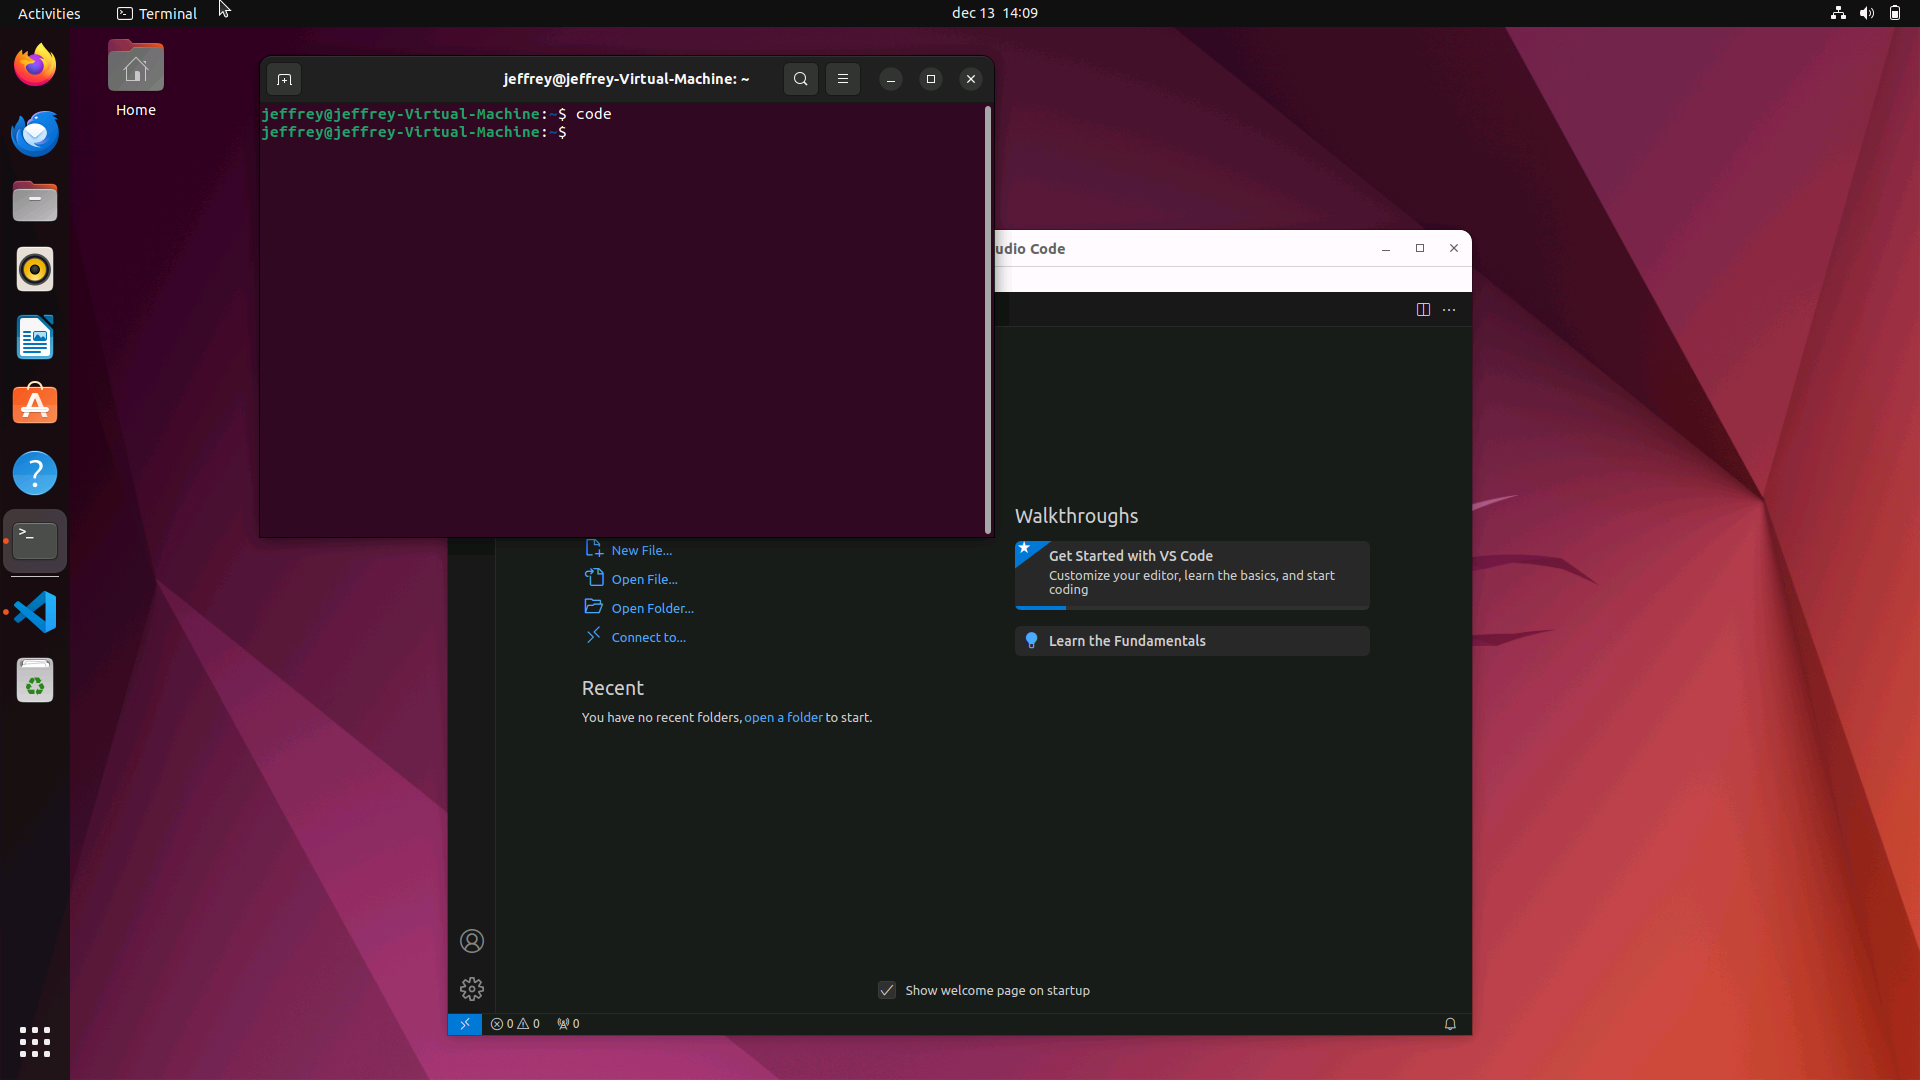 Activities
Terminal
dec 13 14:09
Home
jeffrey@jeffrey-Virtual-Machine: ~
jeffrey@jeffrey-Virtual-Machine:~$ code
jeffrey@jeffrey-Virtual-Machine:~$
udio Code
New File...
Open File...
Open Folder...
Connect to...
Recent
You have no recent folders, open a folder to start.
Walkthroughs
Get Started with VS Code
Customize your editor, learn the basics, and start
coding
Learn the Fundamentals
Show welcome page on startup
0 0 0